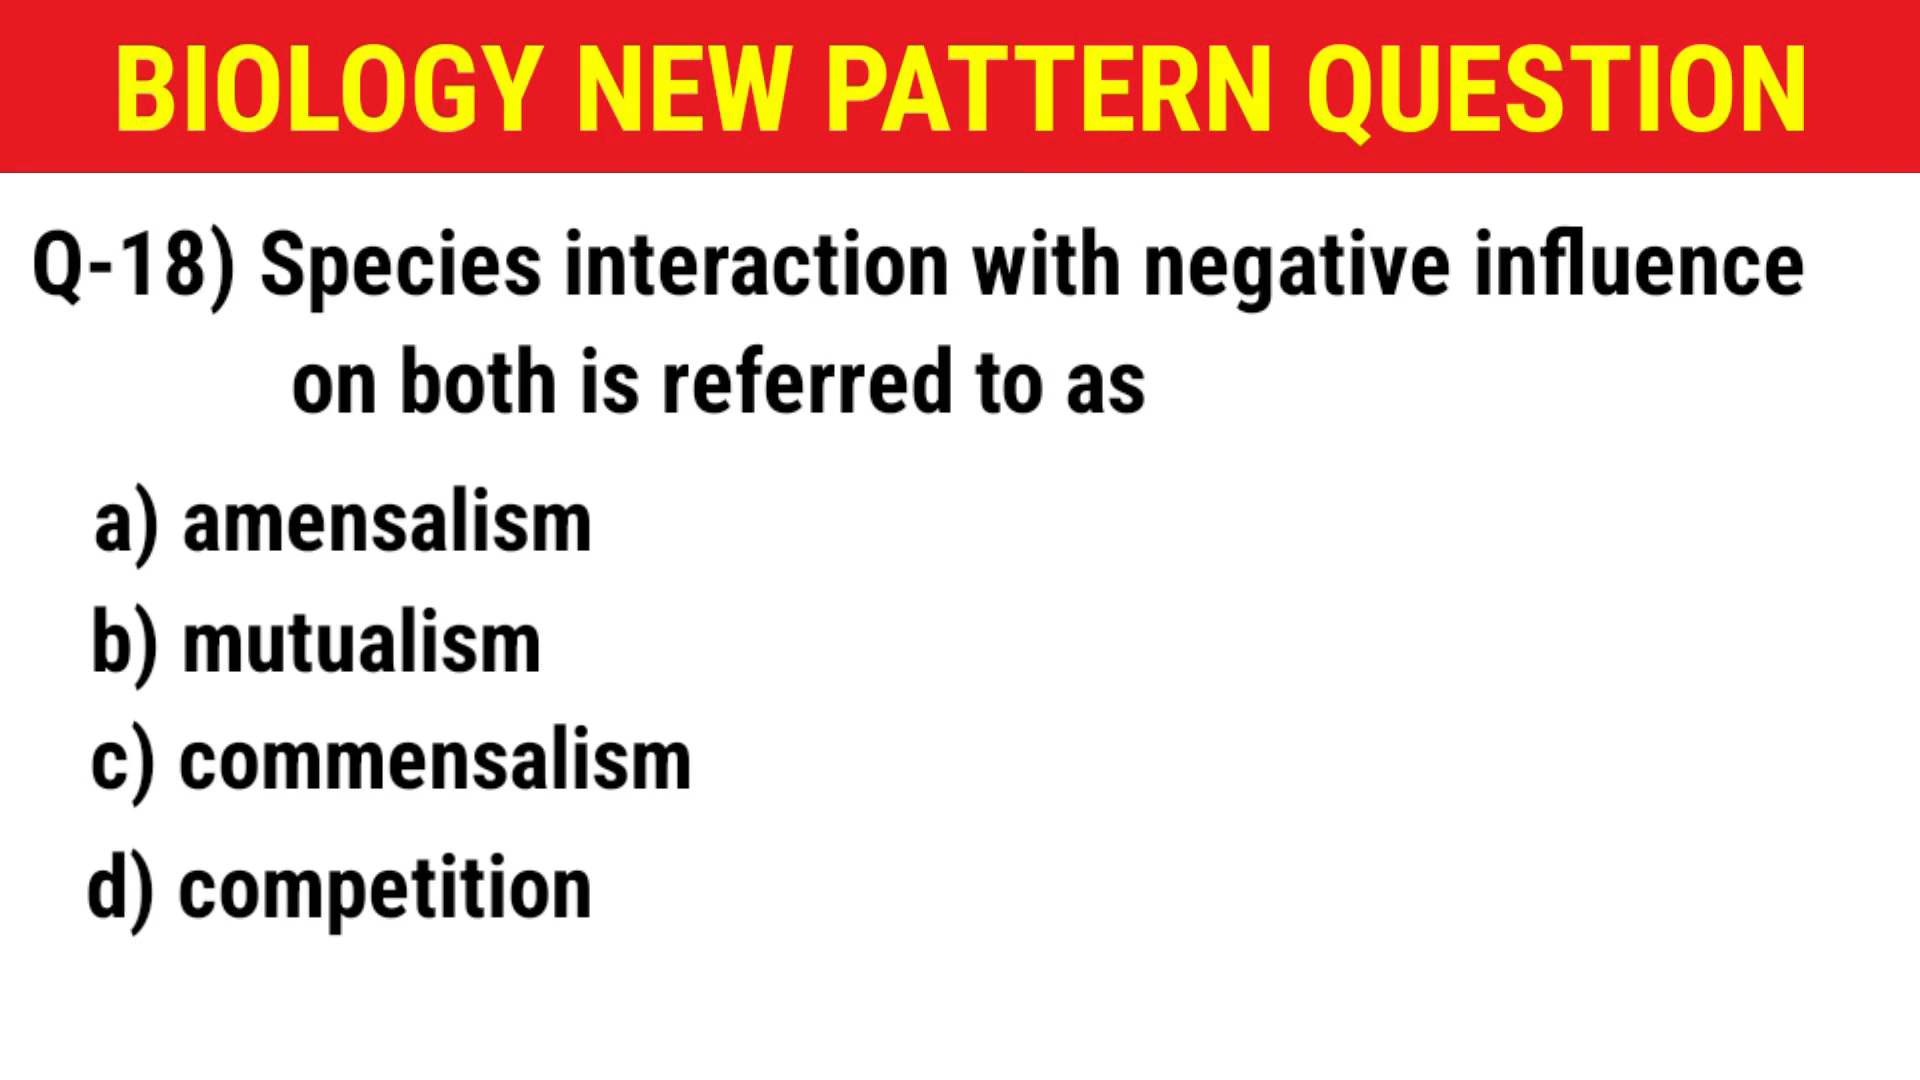 BIOLOGY NEW PATTERN QUESTION
Q-18) Species interaction with negative influence
on both is referred to as
a) amensalism
b) mutualism
c) commensalism
d) competition